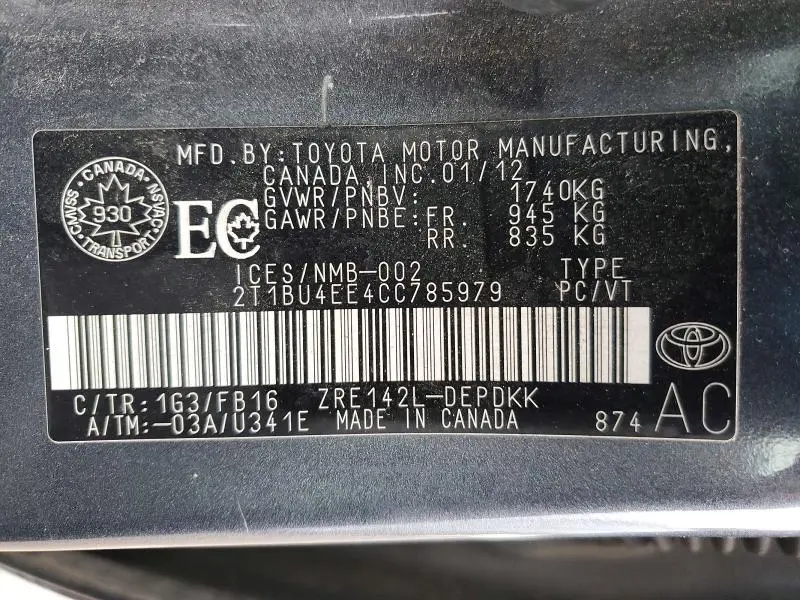 MFD.BY:TOYOTA MOTOR MANUFACTURING,
CANADA,INC.01/12
GVWR/PNBV: 1740KG
GAWR/PNBE:FR. 945 KG
RR. 835 KG
CANADA
CMVSS NSVAC
930
TRANSPORT
EC
ICES/NMB-002 TYPE
2T1BU4EE4CC785979 PC/VT
C/TR:1G3/FB16 ZRE142L-DEPDKK
A/TM:-03A/U341E MADE IN CANADA 874
AC